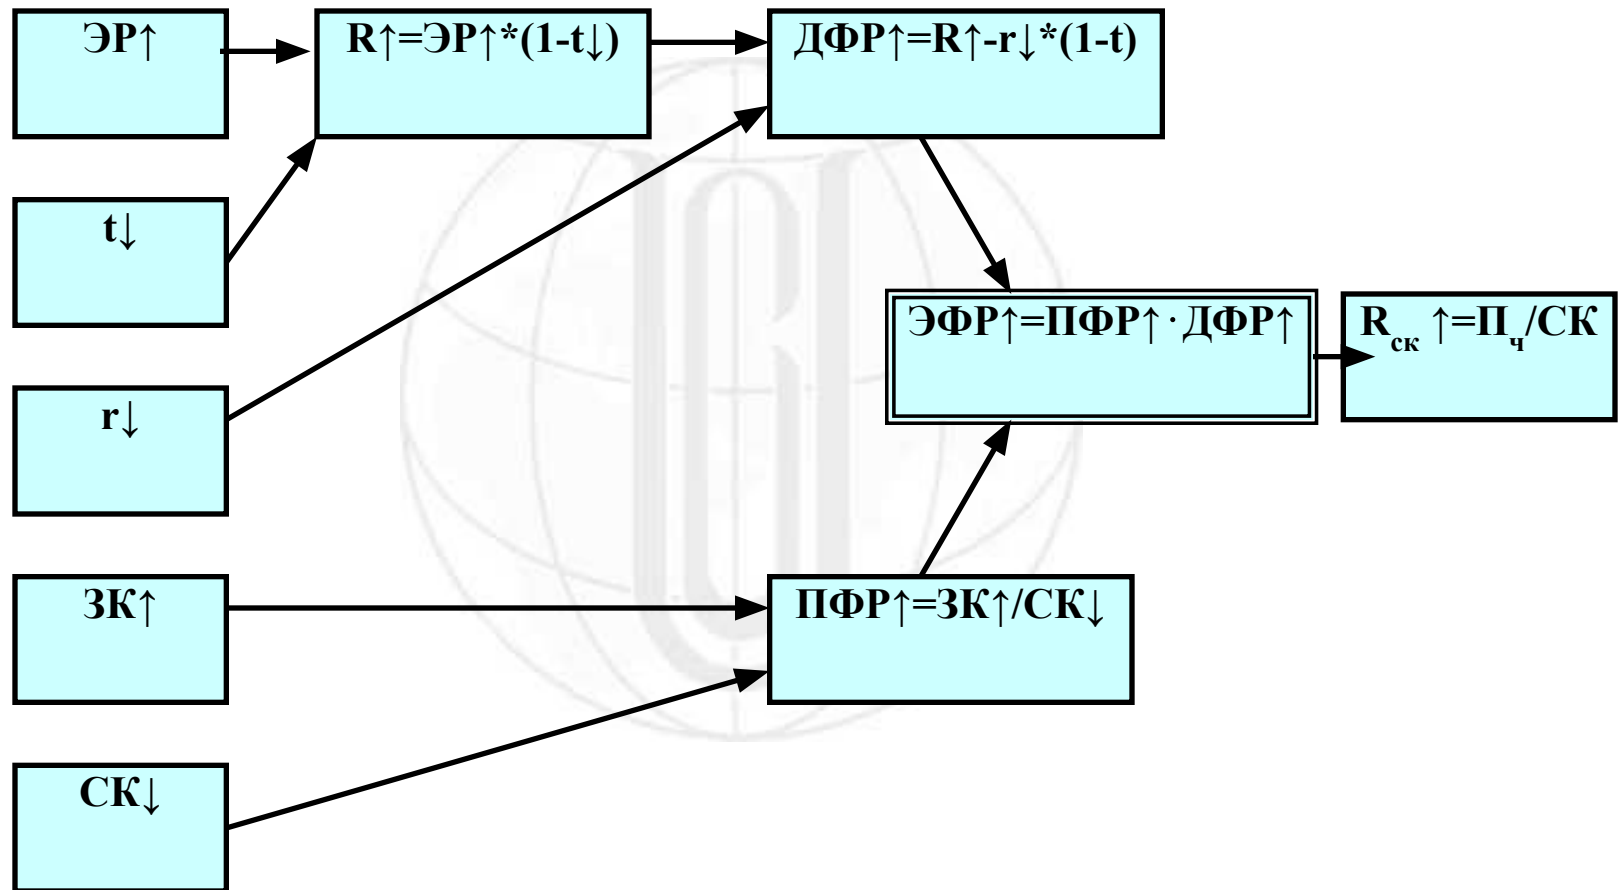 ЭР↑
R↑=ЭР↑*(1-t↓)
ДФР↑=R↑-r↓*(1-t)
t↓
ЭФР↑=ПФР↑·ДФР↑
Rск ↑=Пч/СК
r↓
ЗК↑
ПФР↑=ЗК↑/СК↓
СК↓